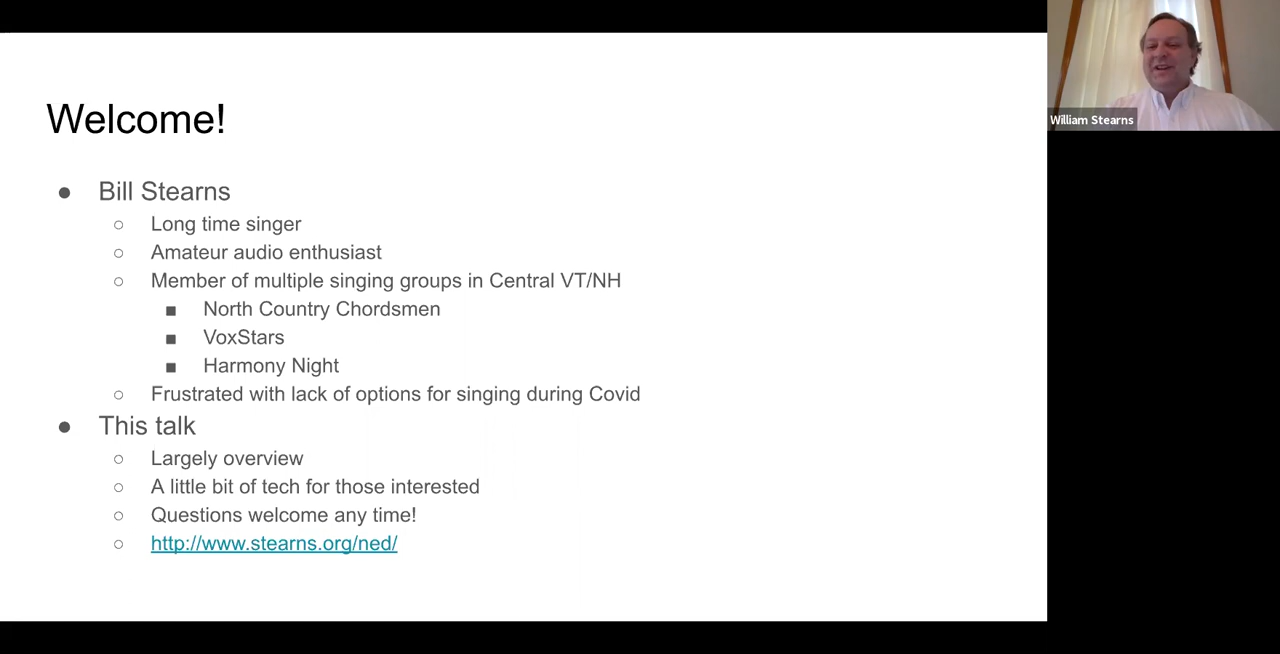 Welcome!
● Bill Stearns
○ Long time singer
○ Amateur audio enthusiast
○ Member of multiple singing groups in Central VT/NH
■ North Country Chordsmen
■ VoxStars
■ Harmony Night
○ Frustrated with lack of options for singing during Covid
● This talk
○ Largely overview
○ A little bit of tech for those interested
○ Questions welcome any time!
○ http://www.stearns.org/ned/
William Stearns